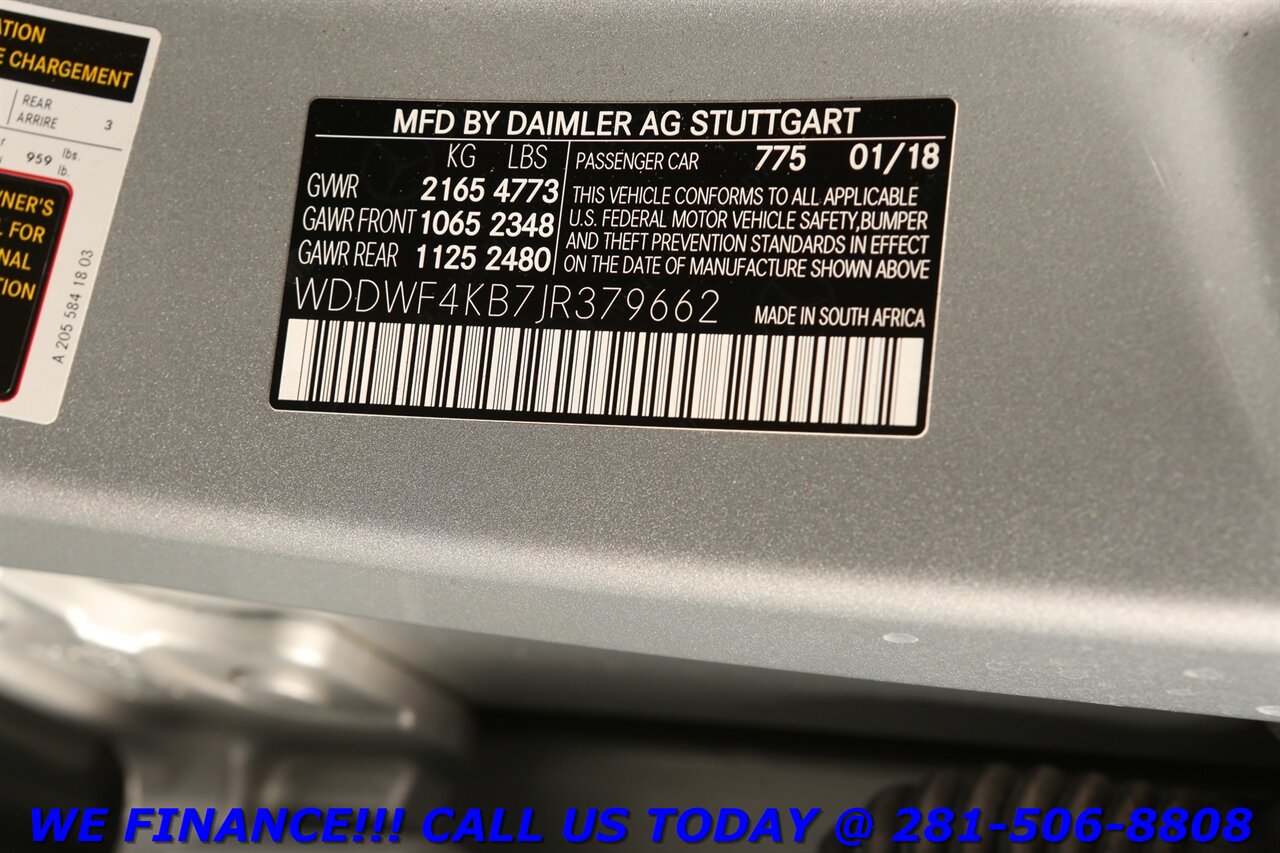 ATION
E CHARGEMENT
REAR
ARRIRE 3
959 lbs.
lb.
NER'S
L FOR
NAL
TION
A 205 584 18 03
MFD BY DAIMLER AG STUTTGART
KG LBS
GVWR 2165 4773
GAWR FRONT 1065 2348
GAWR REAR 1125 2480
PASSENGER CAR 775 01/18
THIS VEHICLE CONFORMS TO ALL APPLICABLE
U.S. FEDERAL MOTOR VEHICLE SAFETY,BUMPER
AND THEFT PREVENTION STANDARDS IN EFFECT
ON THE DATE OF MANUFACTURE SHOWN ABOVE
WDDWF4KB7JR379662 MADE IN SOUTH AFRICA
WE FINANCE!!! CALL US TODAY @ 281-506-8808